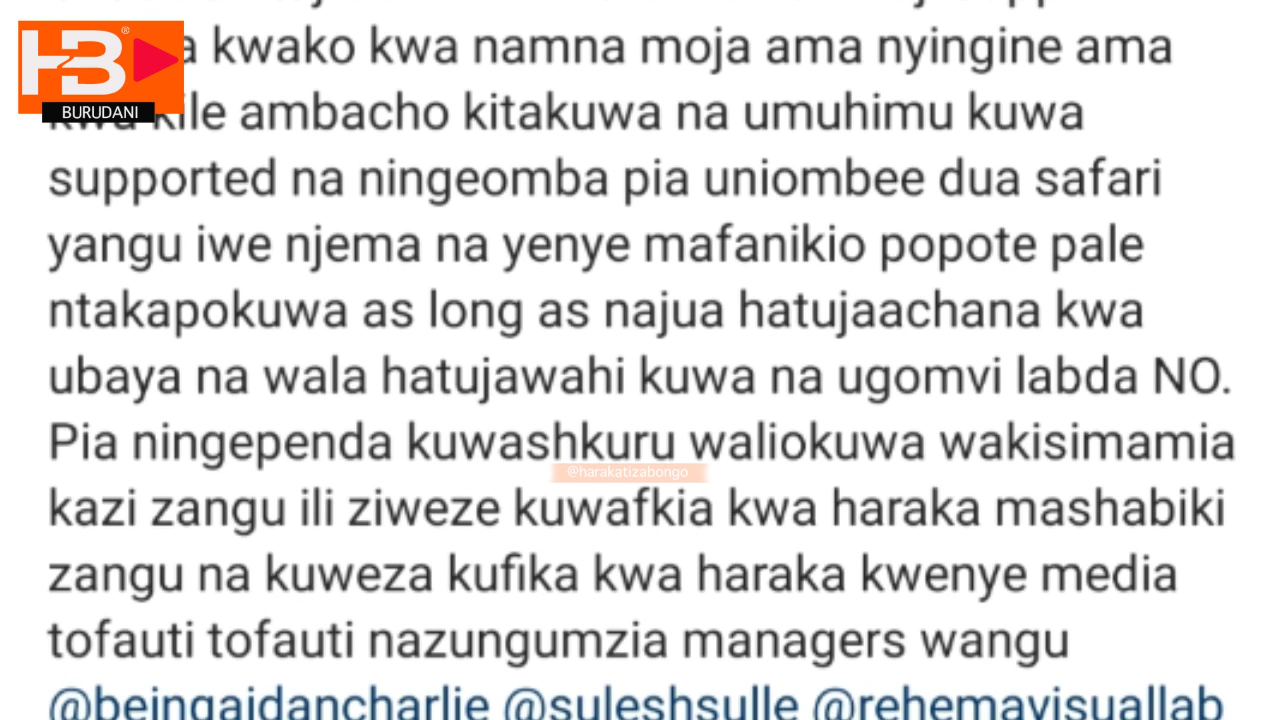 HB®
BURUDANI
a kwako kwa namna moja ama nyingine ama
kwa kile ambacho kitakuwa na umuhimu kuwa
supported na ningeomba pia uniombee dua safari
yangu iwe njema na yenye mafanikio popote pale
ntakapokuwa as long as najua hatujaachana kwa
ubaya na wala hatujawahi kuwa na ugomvi labda NO.
Pia ningependa kuwashkuru waliokuwa wakisimamia
@harakatizabongo
kazi zangu ili ziweze kuwafkia kwa haraka mashabiki
zangu na kuweza kufika kwa haraka kwenye media
tofauti tofauti nazungumzia managers wangu
@beingaidancharlie @suleshsulle @rehemavisuallab